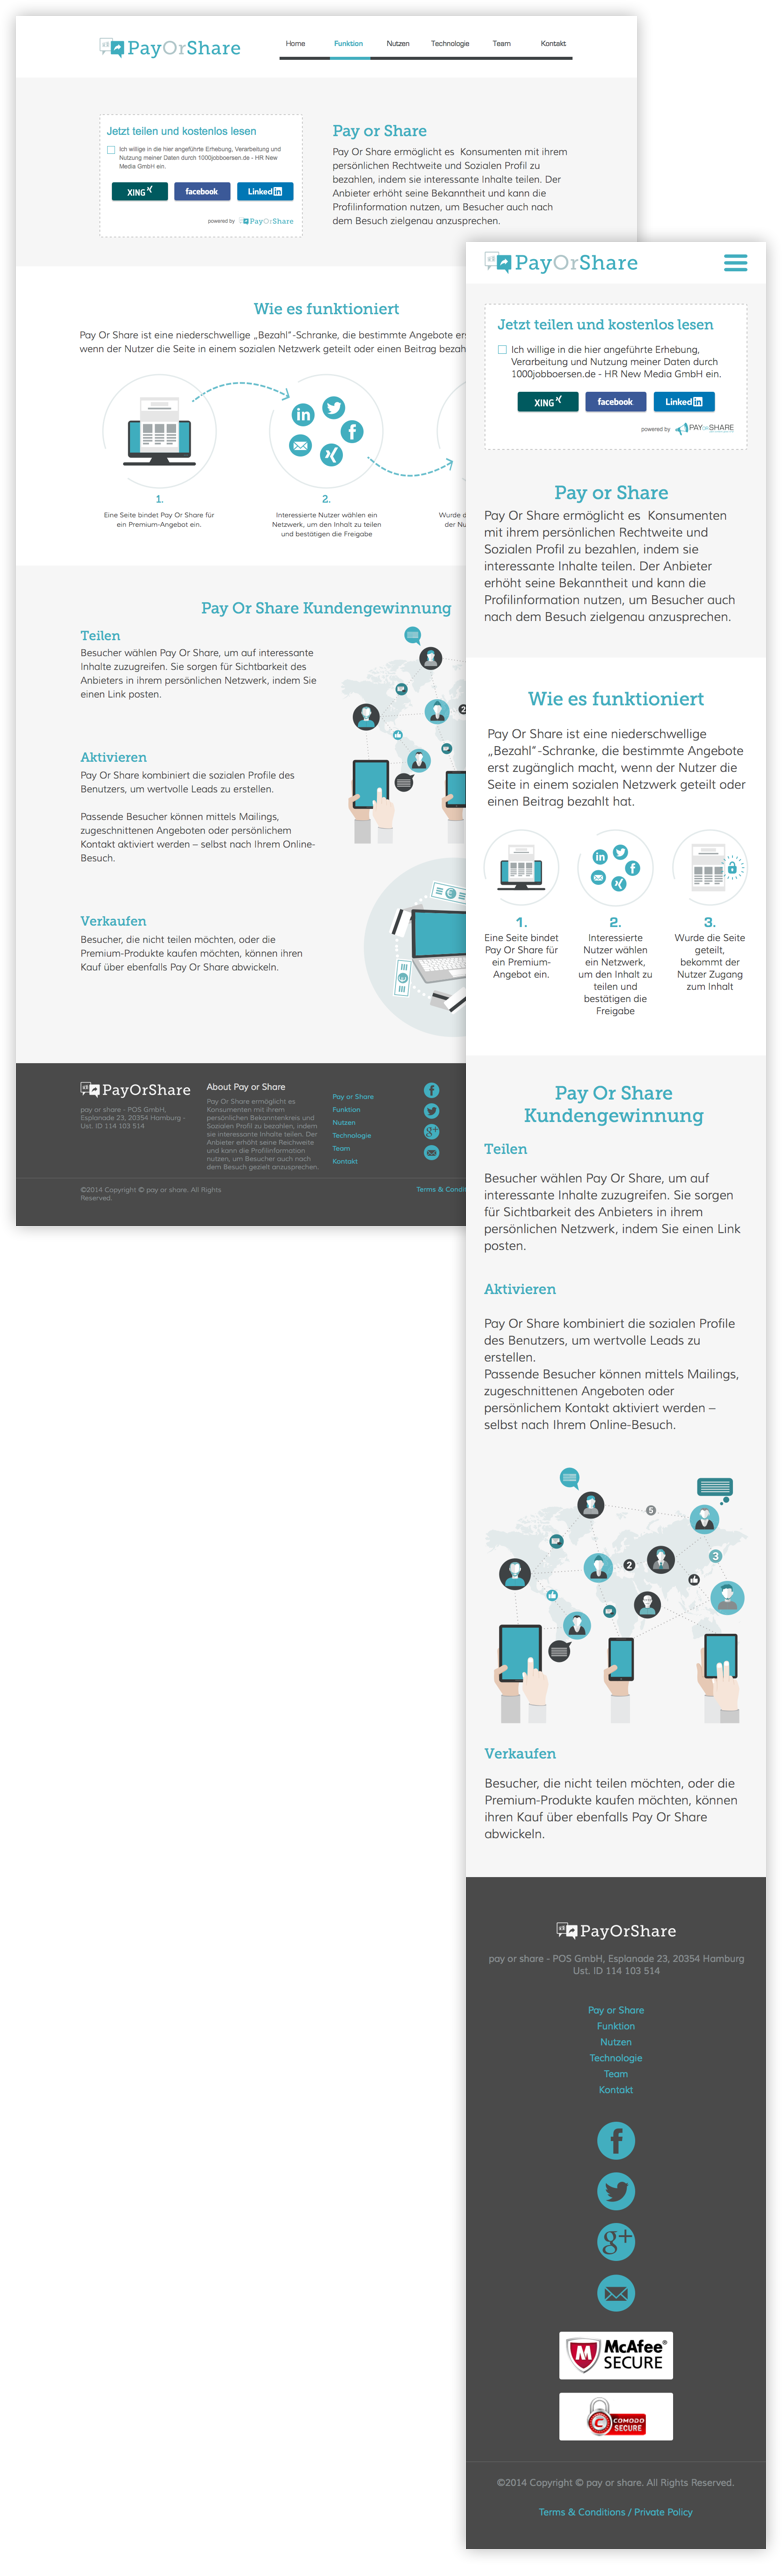 PayOrShare
Home Funktion Nutzen Technologie Team Kontakt
Jetzt teilen und kostenlos lesen
Ich willige in die hier angeführte Erhebung, Verarbeitung und
Nutzung meiner Daten durch 1000jobboersen.de - HR New
Media GmbH ein.
XING facebook Linked in
powered by PayOrShare
Pay or Share
Pay Or Share ermöglicht es  Konsumenten mit ihrem
persönlichen Rechtweite und Sozialen Profil zu
bezahlen, indem sie interessante Inhalte teilen. Der
Anbieter erhöht seine Bekanntheit und kann die
Profilinformation nutzen, um Besucher auch nach
dem Besuch zielgenau anzusprechen.
Wie es funktioniert
Pay Or Share ist eine niederschwellige „Bezahl“-Schranke, die bestimmte Angebote ers
wenn der Nutzer die Seite in einem sozialen Netzwerk geteilt oder einen Beitrag bezah
1.
Eine Seite bindet Pay Or Share für
ein Premium-Angebot ein.
2.
Interessierte Nutzer wählen ein
Netzwerk, um den Inhalt zu teilen
und bestätigen die Freigabe
Wurde d
der Nu
Pay Or Share Kundengewinnung
Teilen
Besucher wählen Pay Or Share, um auf interessante
Inhalte zuzugreifen. Sie sorgen für Sichtbarkeit des
Anbieters in ihrem persönlichen Netzwerk, indem Sie
einen Link posten.
2
Aktivieren
Pay Or Share kombiniert die sozialen Profile des
Benutzers, um wertvolle Leads zu erstellen.
Passende Besucher können mittels Mailings,
zugeschnittenen Angeboten oder persönlichem
Kontakt aktiviert werden – selbst nach Ihrem Online-
Besuch.
Verkaufen
Besucher, die nicht teilen möchten, oder die
Premium-Produkte kaufen möchten, können ihren
Kauf über ebenfalls Pay Or Share abwickeln.
PayOrShare
pay or share - POS GmbH,
Esplanade 23, 20354 Hamburg -
Ust. ID 114 103 514
About Pay or Share
Pay Or Share ermöglicht es
Konsumenten mit ihrem
persönlichen Bekanntenkreis und
Sozialen Profil zu bezahlen, indem
sie interessante Inhalte teilen. Der
Anbieter erhöht seine Reichweite
und kann die Profilinformation
nutzen, um Besucher auch nach
dem Besuch gezielt anzusprechen.
Pay or Share
Funktion
Nutzen
Technologie
Team
Kontakt
©2014 Copyright © pay or share. All Rights
Reserved.
Terms & Condit
PayOrShare
Jetzt teilen und kostenlos lesen
Ich willige in die hier angeführte Erhebung,
Verarbeitung und Nutzung meiner Daten durch
1000jobboersen.de - HR New Media GmbH ein.
XING facebook Linked in
powered by PAYorSHARE
Pay or Share
Pay Or Share ermöglicht es  Konsumenten
mit ihrem persönlichen Rechtweite und
Sozialen Profil zu bezahlen, indem sie
interessante Inhalte teilen. Der Anbieter
erhöht seine Bekanntheit und kann die
Profilinformation nutzen, um Besucher auch
nach dem Besuch zielgenau anzusprechen.
Wie es funktioniert
Pay Or Share ist eine niederschwellige
„Bezahl“-Schranke, die bestimmte Angebote
erst zugänglich macht, wenn der Nutzer die
Seite in einem sozialen Netzwerk geteilt oder
einen Beitrag bezahlt hat.
1.
Eine Seite bindet
Pay Or Share für
ein Premium-
Angebot ein.
2.
Interessierte
Nutzer wählen
ein Netzwerk,
um den Inhalt zu
teilen und
bestätigen die
Freigabe
3.
Wurde die Seite
geteilt,
bekommt der
Nutzer Zugang
zum Inhalt
Pay Or Share
Kundengewinnung
Teilen
Besucher wählen Pay Or Share, um auf
interessante Inhalte zuzugreifen. Sie sorgen
für Sichtbarkeit des Anbieters in ihrem
persönlichen Netzwerk, indem Sie einen Link
posten.
Aktivieren
Pay Or Share kombiniert die sozialen Profile
des Benutzers, um wertvolle Leads zu
erstellen.
Passende Besucher können mittels Mailings,
zugeschnittenen Angeboten oder
persönlichem Kontakt aktiviert werden –
selbst nach Ihrem Online-Besuch.
5
2
3
Verkaufen
Besucher, die nicht teilen möchten, oder die
Premium-Produkte kaufen möchten, können
ihren Kauf über ebenfalls Pay Or Share
abwickeln.
PayOrShare
pay or share - POS GmbH, Esplanade 23, 20354 Hamburg
Ust. ID 114 103 514
Pay or Share
Funktion
Nutzen
Technologie
Team
Kontakt
McAfee®
SECURE
COMODO
SECURE
©2014 Copyright © pay or share. All Rights Reserved.
Terms & Conditions / Private Policy